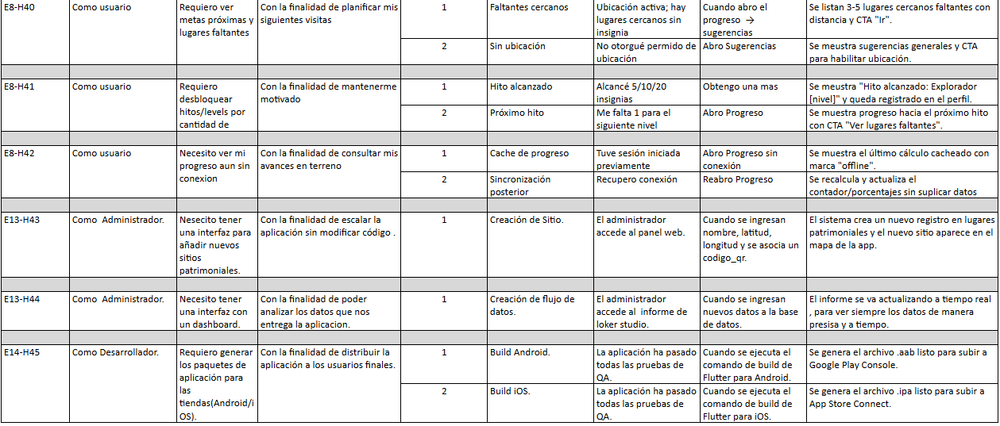 E8-H40
Como usuario
Requiero ver
metas próximas y
lugares faltantes
Con la finalidad de planificar mis
siguientes visitas
1
Faltantes cercanos
Ubicación activa; hay
lugares cercanos sin
insignia
Cuando abro el
progreso →
sugerencias
Se listan 3-5 lugares cercanos faltantes con
distancia y CTA "Ir".
2
Sin ubicación
No otorgué permido de
ubicación
Abro Sugerencias
Se meustra sugerencias generales y CTA
para habilitar ubicación.
E8-H41
Como usuario
Requiero
desbloquear
hitos/levels por
cantidad de
Con la finalidad de mantenerme
motivado
1
Hito alcanzado
Alcancé 5/10/20
insignias
Obtengo una mas
Se meustra "Hito alcanzado: Explorador
[nivel]" y queda registrado en el perfil.
2
Próximo hito
Me falta 1 para el
siguiente nivel
Abro Progreso
Se muestra progreso hacia el próximo hito
con CTA "Ver lugares faltantes".
E8-H42
Como usuario
Necesito ver mi
progreso aun sin
conexion
Con la finalidad de consultar mis
avances en terreno
1
Cache de progreso
Tuve sesión iniciada
previamente
Abro Progreso sin
conexión
Se muestra el último cálculo cacheado con
marca "offline".
2
Sincronización
posterior
Recupero conexión
Reabro Progreso
Se recalcula y actualiza el
contador/porcentajes sin suplicar datos
E13-H43
Como  Administrador.
Nesecito tener
una interfaz para
añadir nuevos
sitios
patrimoniales.
Con la finalidad de escalar la
aplicación sin modificar código .
1
Creación de Sitio.
El administrador
accede al panel web.
Cuando se ingresan
nombre, latitud,
longitud y se asocia un
codigo_qr.
El sistema crea un nuevo registro en lugares
patrimoniales y el nuevo sitio aparece en el
mapa de la app.
E13-H44
Como  Administrador.
Necesito tener
una interfaz con
un dashboard.
Con la finalidad de poder
analizar los datos que nos
entrega la aplicacion.
1
Creación de flujo de
datos.
El administrador
accede al  informe de
loker studio.
Cuando se ingresan
nuevos datos a la base
de datos.
El informe se va actualizando a tiempo real
, para ver siempre los datos de manera
presisa y a tiempo.
E14-H45
Como Desarrollador.
Requiero generar
los paquetes de
aplicación para
las
tiendas(Android/i
OS).
Con la finalidad de distribuir la
aplicación a los usuarios finales.
1
Build Android.
La aplicación ha pasado
todas las pruebas de
QA.
Cuando se ejecuta el
comando de build de
Flutter para Android.
Se genera el archivo .aab listo para subir a
Google Play Console.
2
Build iOS.
La aplicación ha pasado
todas las pruebas de
QA.
Cuando se ejecuta el
comando de build de
Flutter para iOS.
Se genera el archivo .ipa listo para subir a
App Store Connect.